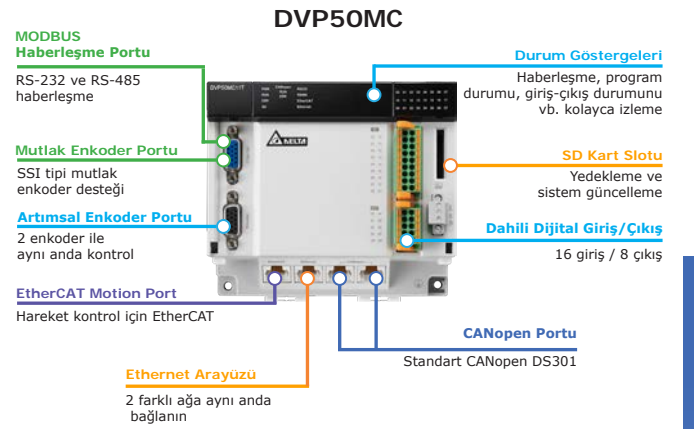 DVP50MC
MODBUS
Haberleşme Portu
RS-232 ve RS-485
haberleşme
Mutlak Enkoder Portu
SSI tipi mutlak
enkoder desteği
Artımsal Enkoder Portu
2 enkoder ile
aynı anda kontrol
EtherCAT Motion Port
Hareket kontrol için EtherCAT
Ethernet Arayüzü
2 farklı ağa aynı anda
bağlanın
Durum Göstergeleri
Haberleşme, program
durumu, giriş-çıkış durumunu
vb. kolayca izleme
SD Kart Slotu
Yedekleme ve
sistem güncelleme
Dahili Dijital Giriş/Çıkış
16 giriş / 8 çıkış
CANopen Portu
Standart CANopen DS301
DVP50MC11T
DELTA